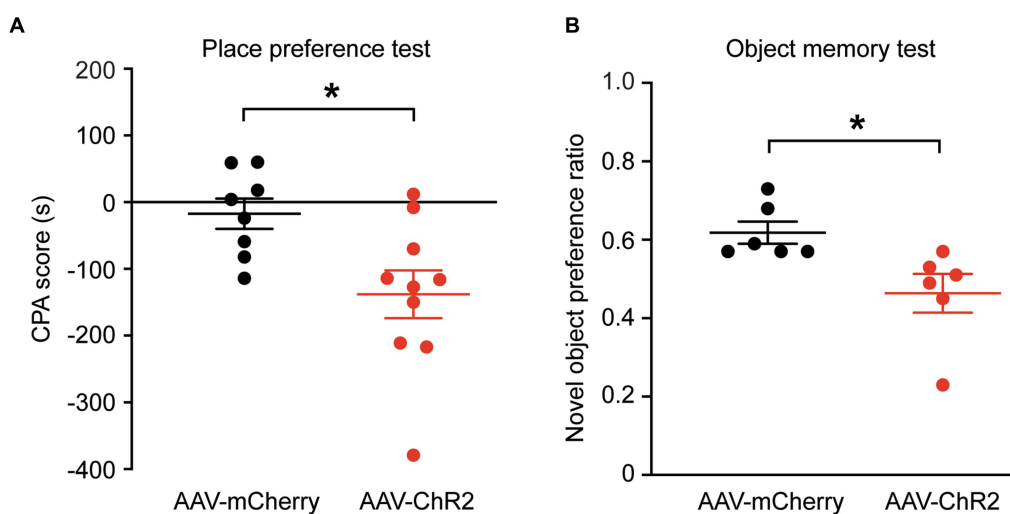 A
Place preference test
200
100
0
-100
-200
-300
-400
CPA score (s)
*
AAV-mCherry
AAV-ChR2
B
Object memory test
1.0
0.8
0.6
0.4
0.2
0
Novel object preference ratio
*
AAV-mCherry
AAV-ChR2